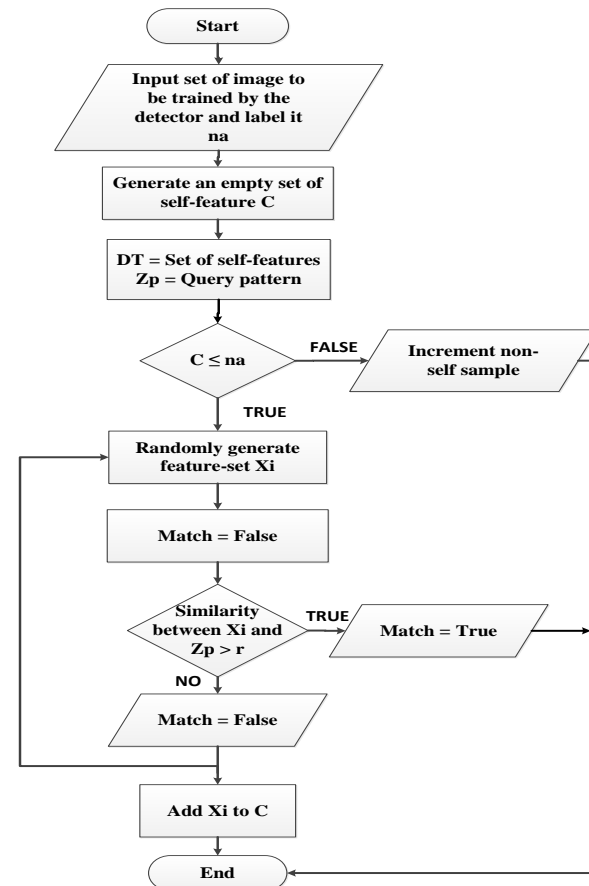 Start
Input set of image to
be trained by the
detector and label it
na
Generate an empty set of
self-feature C
DT = Set of self-features
Zp = Query pattern
C ≤ na
FALSE
Increment non-
self sample
TRUE
Randomly generate
feature-set Xi
Match = False
Similarity
between Xi and
Zp > r
TRUE
Match = True
NO
Match = False
Add Xi to C
End